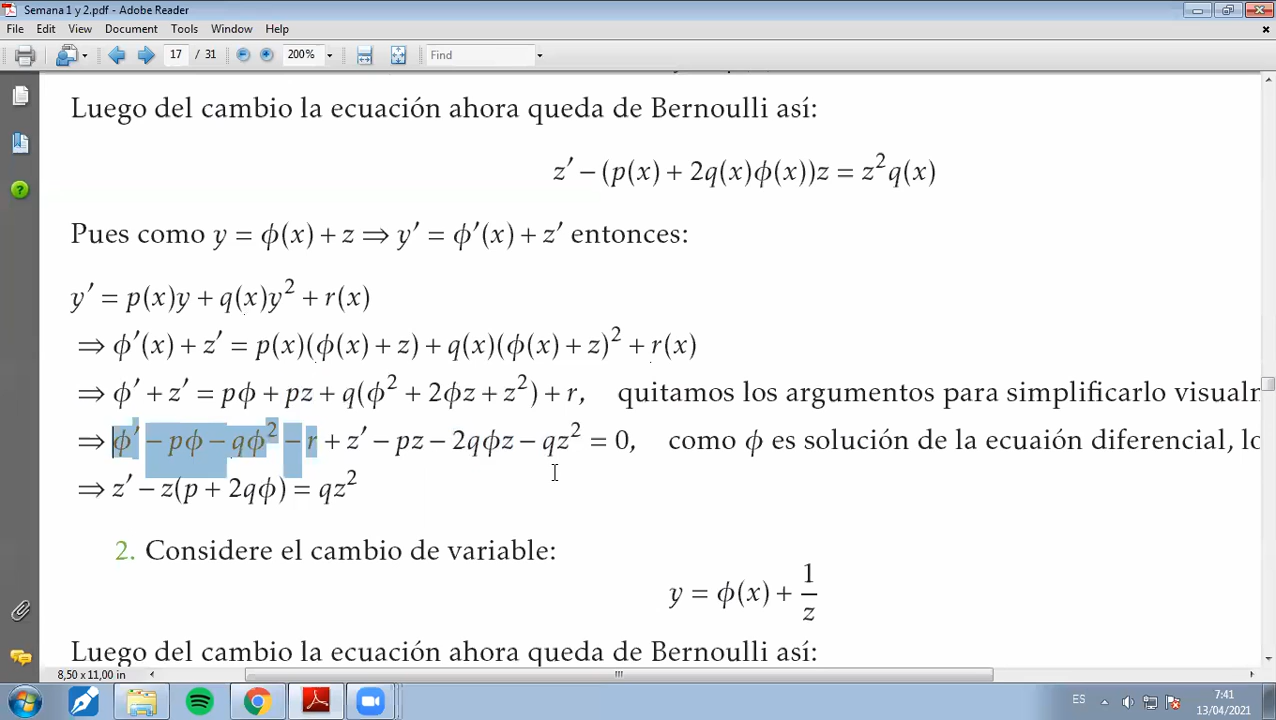 Semana 1 y 2.pdf - Adobe Reader
File Edit View Document Tools Window Help
17 / 31 200% Find
Luego del cambio la ecuación ahora queda de Bernoulli así:
z′ − (p(x) + 2q(x)ϕ(x))z = z²q(x)
Pues como y = ϕ(x) + z ⇒ y′ = ϕ′(x) + z′ entonces:
y′ = p(x)y + q(x)y² + r(x)
⇒ ϕ′(x) + z′ = p(x)(ϕ(x) + z) + q(x)(ϕ(x) + z)² + r(x)
⇒ ϕ′ + z′ = pϕ + pz + q(ϕ² + 2ϕz + z²) + r, quitamos los argumentos para simplificarlo visualm
⇒ ϕ′ − pϕ − qϕ² − r + z′ − pz − 2qϕz − qz² = 0, como ϕ es solución de la ecuaión diferencial, lo
⇒ z′ − z(p + 2qϕ) = qz²
2. Considere el cambio de variable:
y = ϕ(x) + 1/z
Luego del cambio la ecuación ahora queda de Bernoulli así:
8,50 x 11,00 in
ES 7:41
13/04/2021